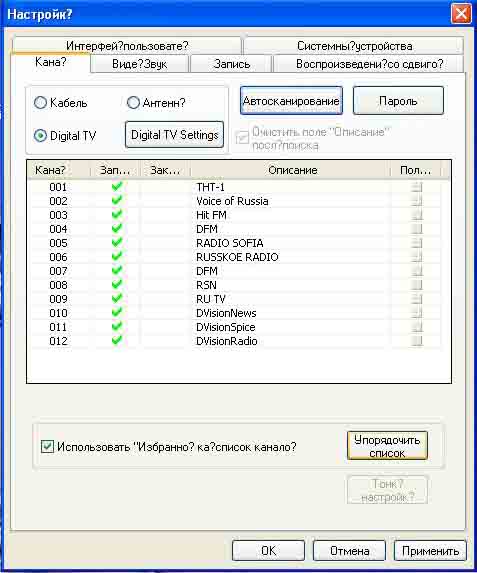 Настройк?
Интерфей?пользовате? Системны?устройства
Кана? Виде?Звук Запись Воспроизведени?со сдвиго?
Кабель Антенн? Автосканирование Пароль
Digital TV Digital TV Settings Очистить поле "Описание"
посл?поиска
Кана? Зап... Зак... Описание Пол...
001 ТНТ-1
002 Voice of Russia
003 Hit FM
004 DFM
005 RADIO SOFIA
006 RUSSKOE RADIO
007 DFM
008 RSN
009 RU TV
010 DVisionNews
011 DVisionSpice
012 DVisionRadio
Использовать "Избранно? ка?список канало? Упорядочить
список
Тонк?
настройк?
OK Отмена Применить